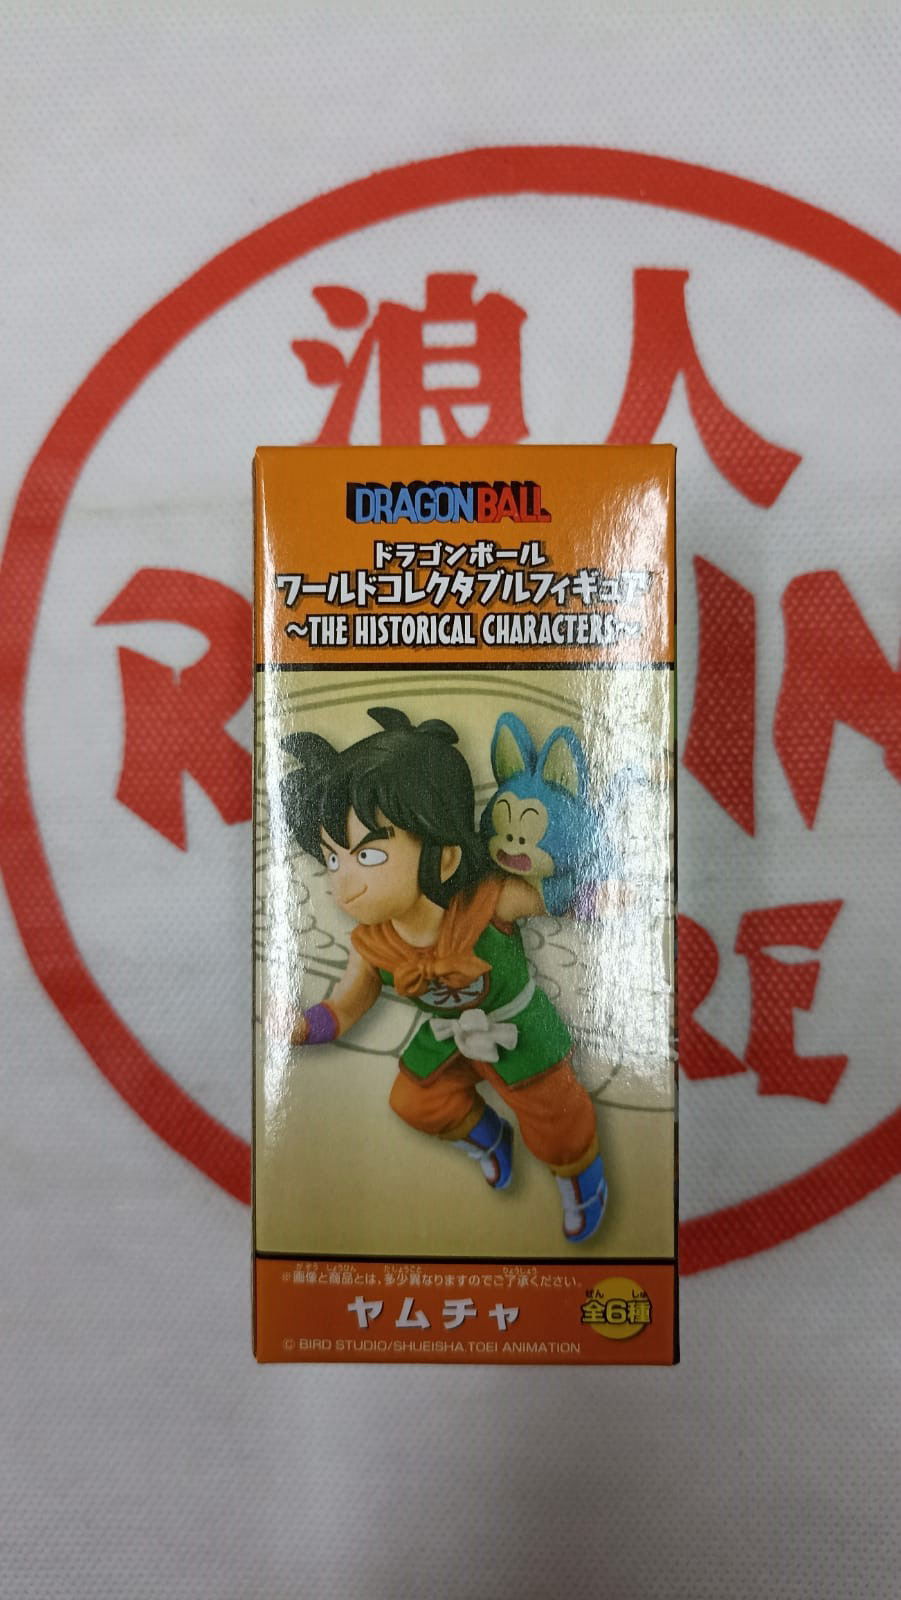 浪人
DRAGON BALL
ドラゴンボール
ワールドコレクタブルフィギュア
～THE HISTORICAL CHARACTERS～
※画像と商品とは、多少異なりますのでご了承ください。
ヤムチャ
全6種
© BIRD STUDIO/SHUEISHA, TOEI ANIMATION